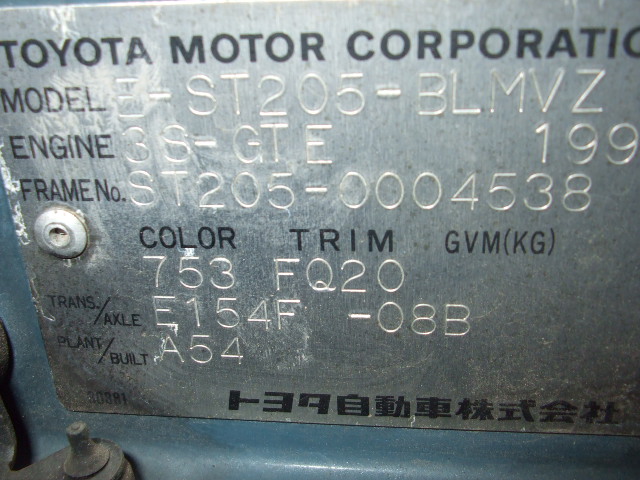 TOYOTA MOTOR CORPORATIO
MODEL E-ST205-BLMVZ
ENGINE 3S-GTE 199
FRAME No. ST205-0004538
COLOR TRIM GVM(KG)
753 FQ20
TRANS./AXLE E154F -08B
PLANT/BUILT A54
30381
トヨタ自動車株式会社